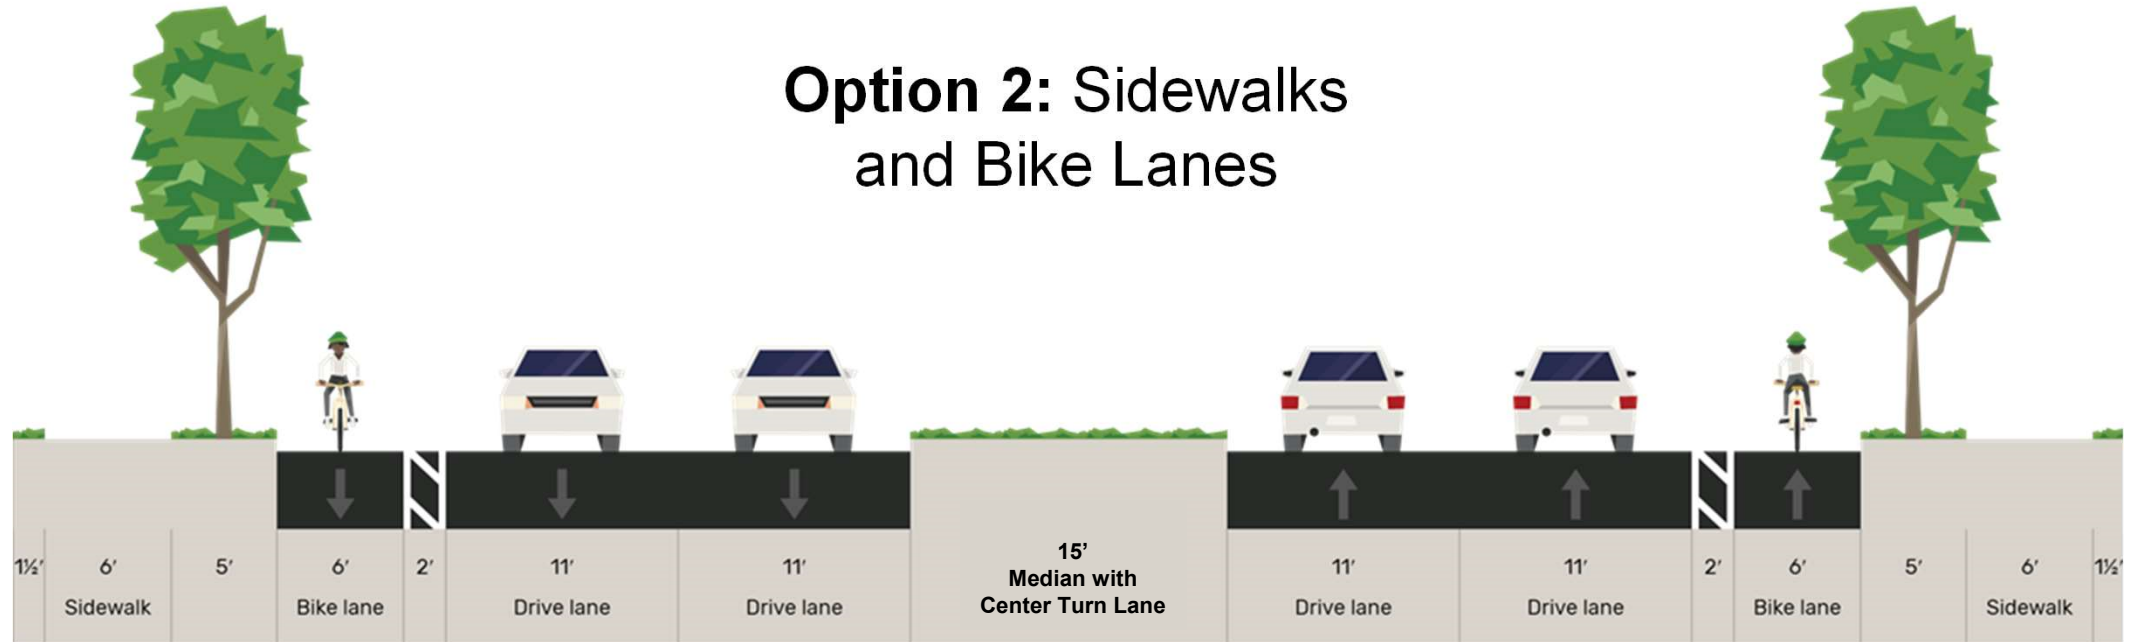 Option 2: Sidewalks
and Bike Lanes
1½′ 6′ 5′ 6′ 2′ 11′ 11′ 15’ 11′ 11′ 2′ 6′ 5′ 6′ 1½′
Median with
Sidewalk Bike lane Drive lane Drive lane Center Turn Lane Drive lane Drive lane Bike lane Sidewalk